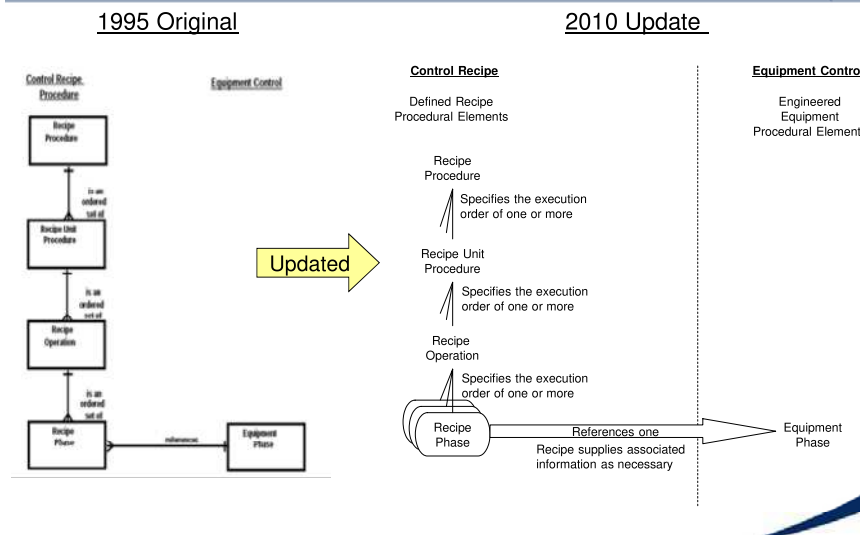 1995 Original
2010 Update
Control Recipe
Procedure
Equipment Control
Recipe
Procedure
is an
ordered
set of
Recipe Unit
Procedure
is an
ordered
set of
Recipe
Operation
is an
ordered
set of
Recipe
Phase
references
Equipment
Phase
Updated
Control Recipe
Defined Recipe
Procedural Elements
Recipe
Procedure
Specifies the execution
order of one or more
Recipe Unit
Procedure
Specifies the execution
order of one or more
Recipe
Operation
Specifies the execution
order of one or more
Recipe
Phase
References one
Recipe supplies associated
information as necessary
Equipment Contro
Engineered
Equipment
Procedural Element
Equipment
Phase